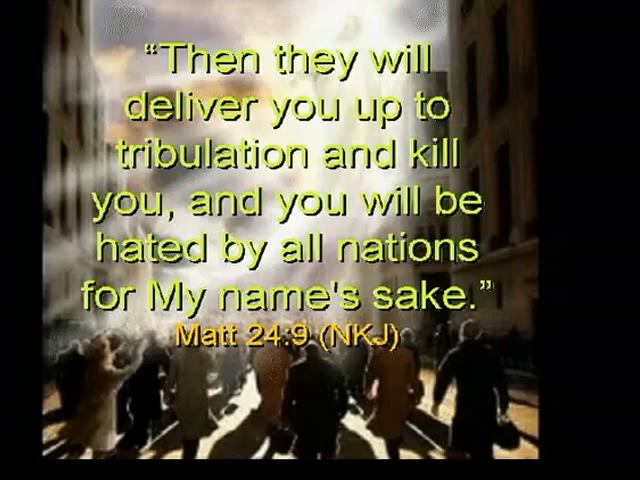 “Then they will
deliver you up to
tribulation and kill
you, and you will be
hated by all nations
for My name's sake.”
Matt 24:9 (NKJ)